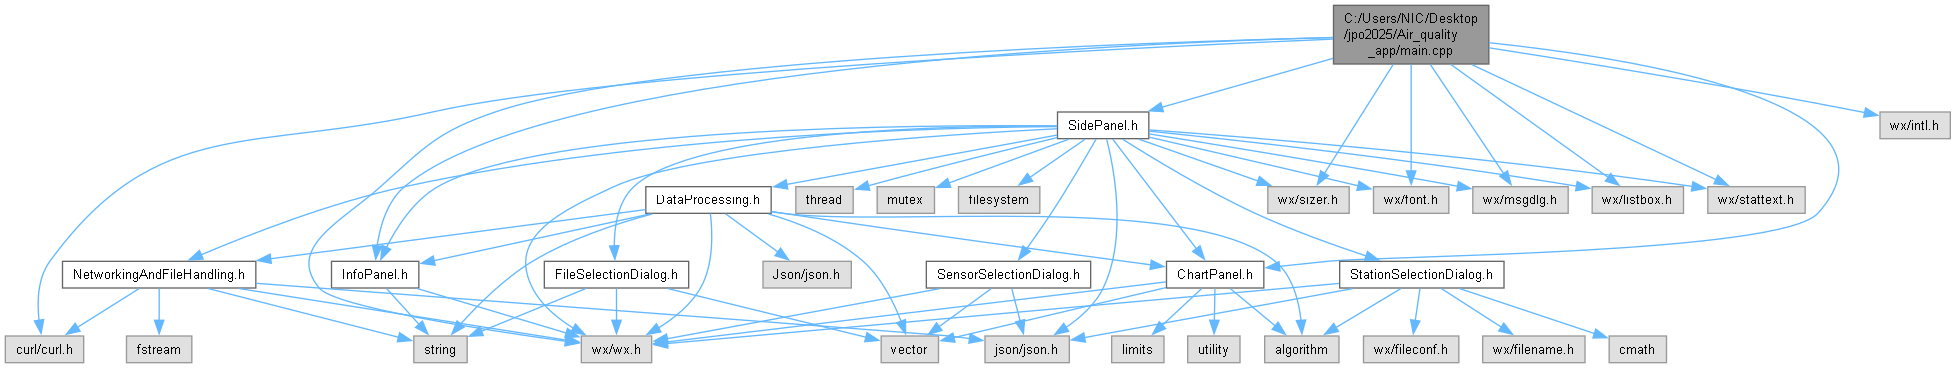 C:/Users/NIC/Desktop
/jpo2025/Air_quality
_app/main.cpp
SidePanel.h
wx/intl.h
DataProcessing.h
thread
mutex
filesystem
wx/sizer.h
wx/font.h
wx/msgdlg.h
wx/listbox.h
wx/stattext.h
NetworkingAndFileHandling.h
InfoPanel.h
FileSelectionDialog.h
Json/json.h
SensorSelectionDialog.h
ChartPanel.h
StationSelectionDialog.h
curl/curl.h
fstream
string
wx/wx.h
vector
json/json.h
limits
utility
algorithm
wx/fileconf.h
wx/filename.h
cmath